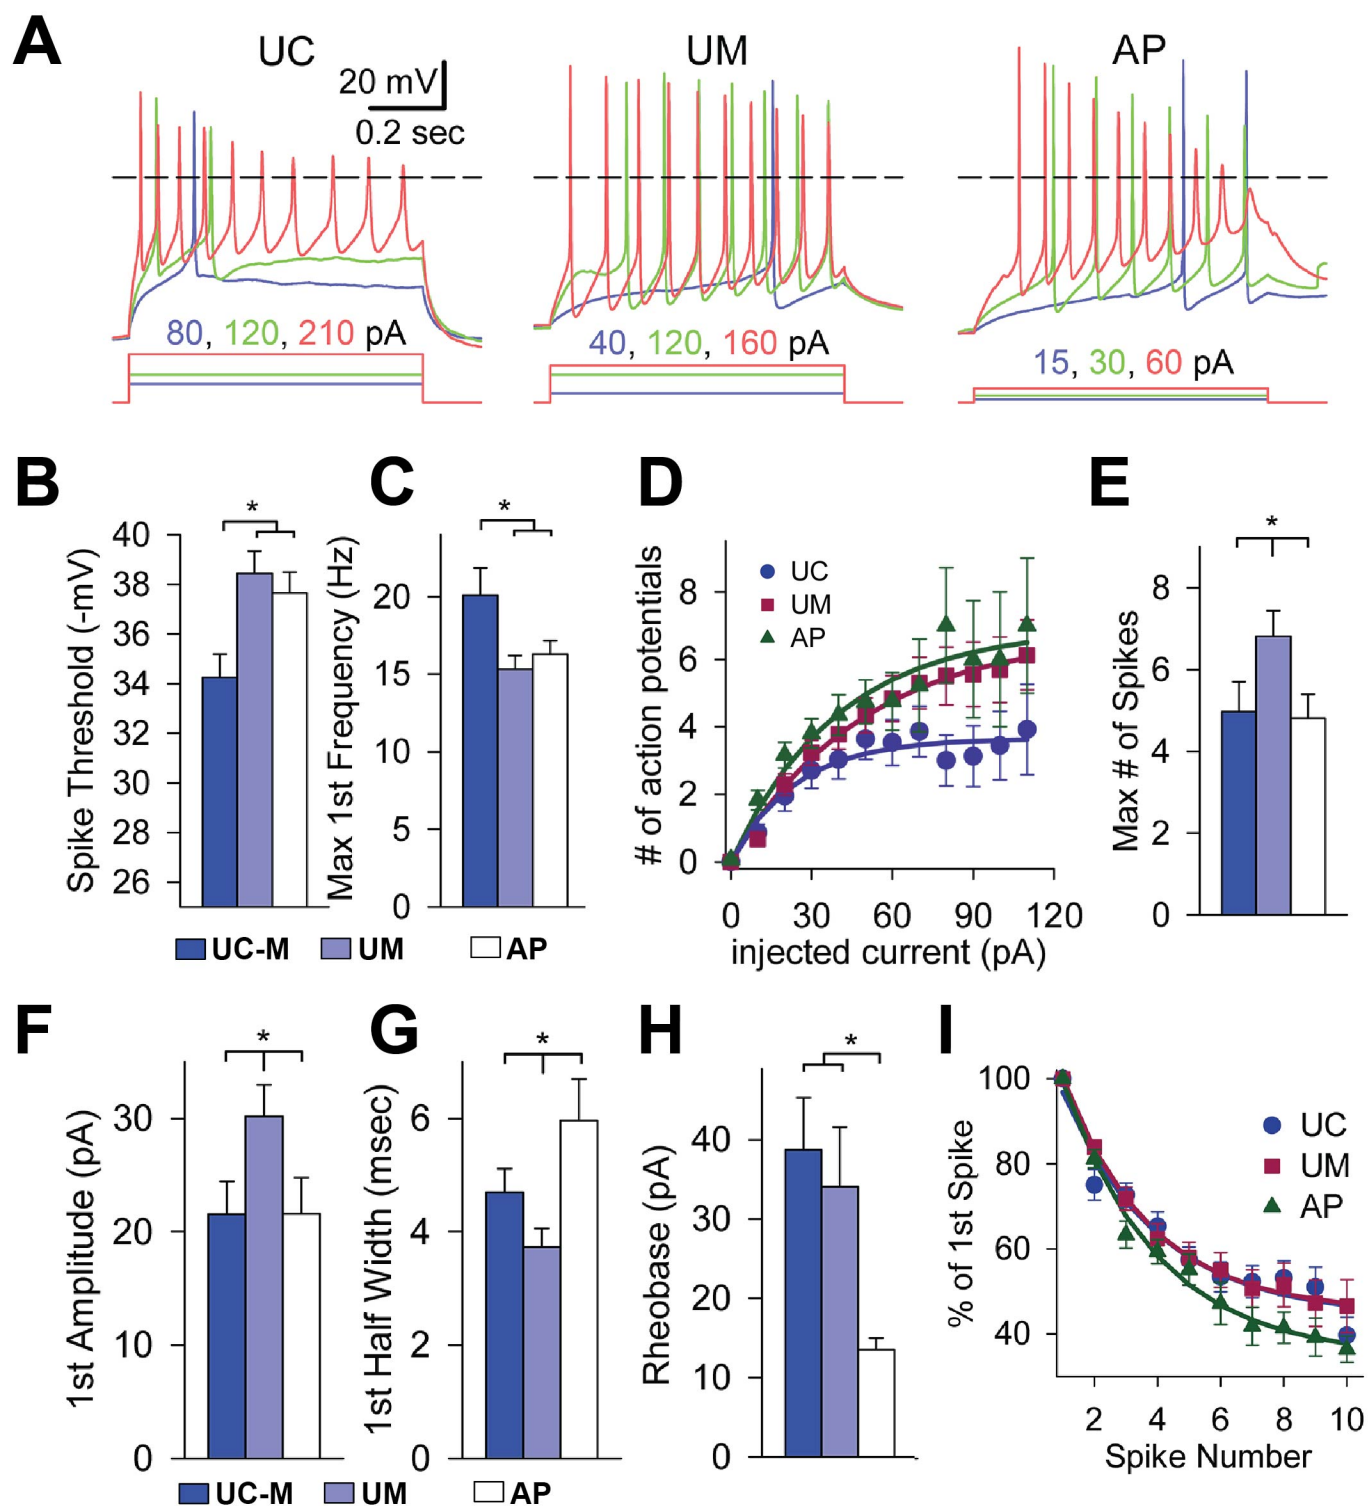 A
UC
UM
AP
20 mV
0.2 sec
80, 120, 210 pA
40, 120, 160 pA
15, 30, 60 pA
B
C
D
E
*
*
*
Spike Threshold (-mV)
40
38
36
34
32
30
28
26
Max 1st Frequency (Hz)
20
15
10
5
0
# of action potentials
8
6
4
2
0
UC
UM
AP
0
30
60
90
120
injected current (pA)
Max # of Spikes
8
6
4
2
0
UC-M
UM
AP
F
G
H
I
*
*
*
1st Amplitude (pA)
30
20
10
0
1st Half Width (msec)
6
4
2
0
Rheobase (pA)
40
30
20
10
0
% of 1st Spike
100
80
60
40
UC
UM
AP
2
4
6
8
10
Spike Number
UC-M
UM
AP